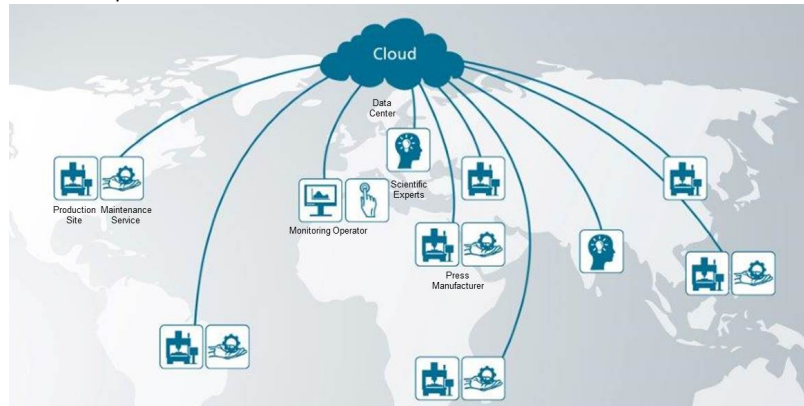 Cloud
Data
Center
Scientific
Experts
Production
Site
Maintenance
Service
Monitoring Operator
Press
Manufacturer